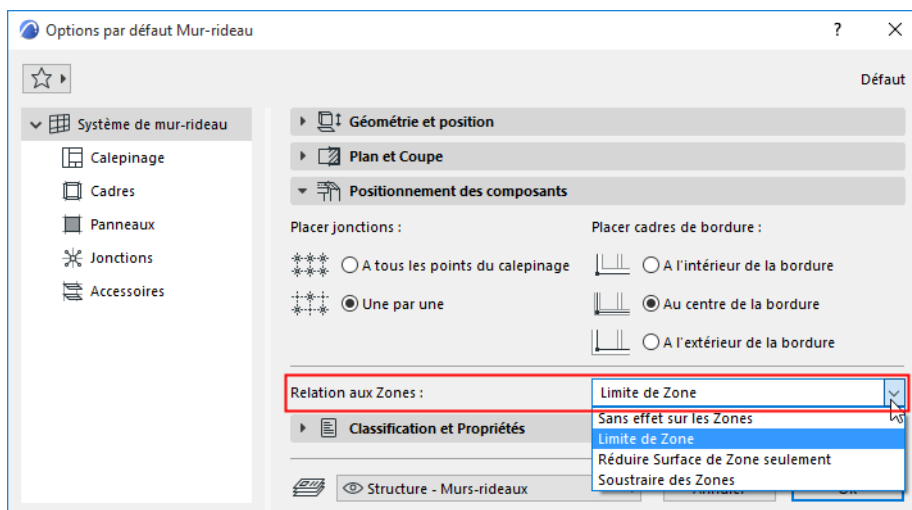 Options par défaut Mur-rideau ?
Défaut
Système de mur-rideau
Calepinage
Cadres
Panneaux
Jonctions
Accessoires
Géométrie et position
Plan et Coupe
Positionnement des composants
Placer jonctions :
A tous les points du calepinage
Une par une
Placer cadres de bordure :
A l'intérieur de la bordure
Au centre de la bordure
A l'extérieur de la bordure
Relation aux Zones :
Limite de Zone
Sans effet sur les Zones
Limite de Zone
Réduire Surface de Zone seulement
Soustraire des Zones
Classification et Propriétés
Structure - Murs-rideaux